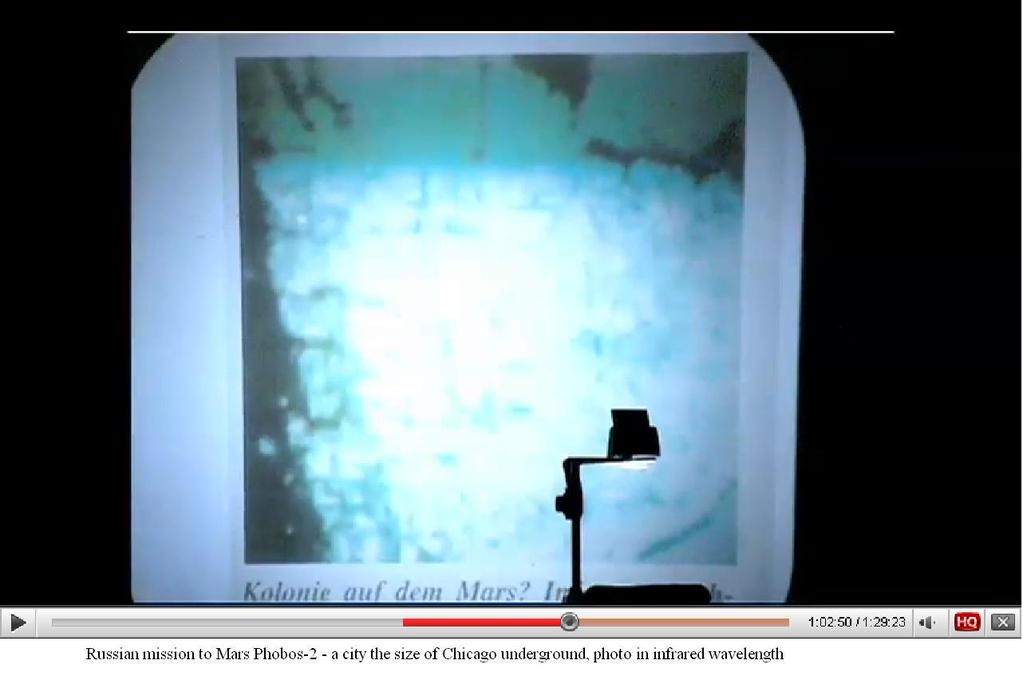 Kolonie auf dem Mars?
1:02:50 / 1:29:23
HQ
Russian mission to Mars Phobos-2 - a city the size of Chicago underground, photo in infrared wavelength